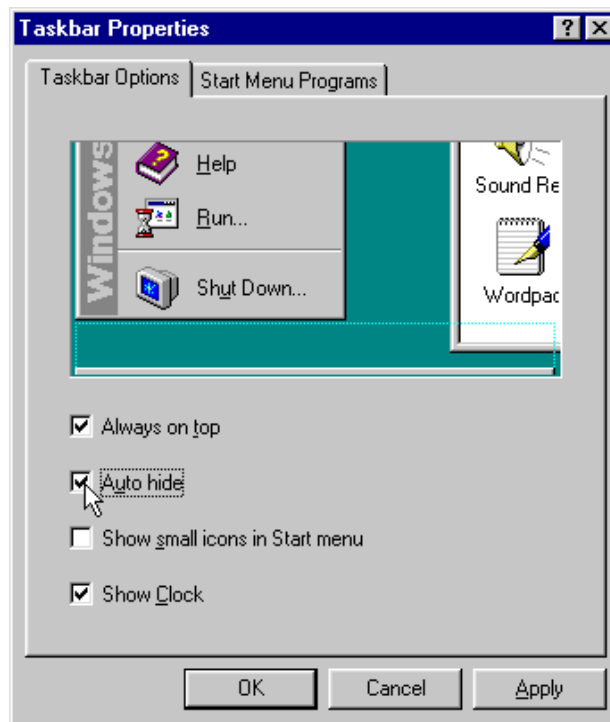 Taskbar Properties
Taskbar Options
Start Menu Programs
Windows
Help
Run...
Shut Down...
Sound Re
Wordpac
Always on top
Auto hide
Show small icons in Start menu
Show Clock
OK
Cancel
Apply